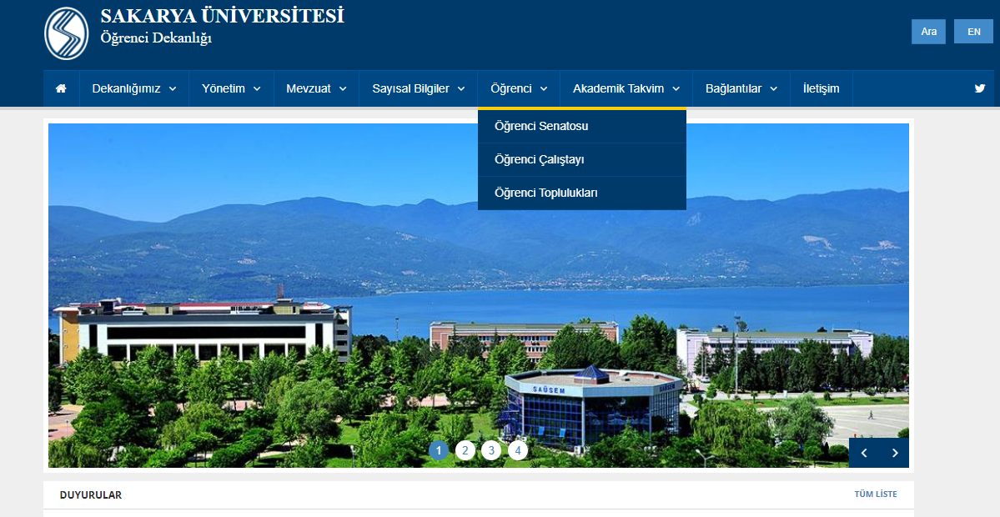 SAKARYA ÜNİVERSİTESİ
Öğrenci Dekanlığı
Ara
EN
Dekanlığımız
Yönetim
Mevzuat
Sayısal Bilgiler
Öğrenci
Akademik Takvim
Bağlantılar
İletişim
Öğrenci Senatosu
Öğrenci Çalıştayı
Öğrenci Toplulukları
SAÜSEM
SAÜSEM
1 2 3 4
DUYURULAR
TÜM LİSTE